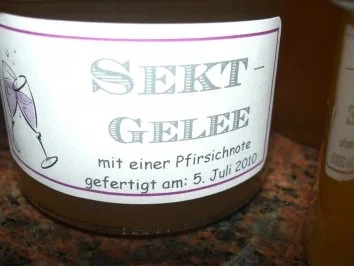 SEKT-
GELEE
mit einer Pfirsichnote
gefertigt am: 5. Juli 2010